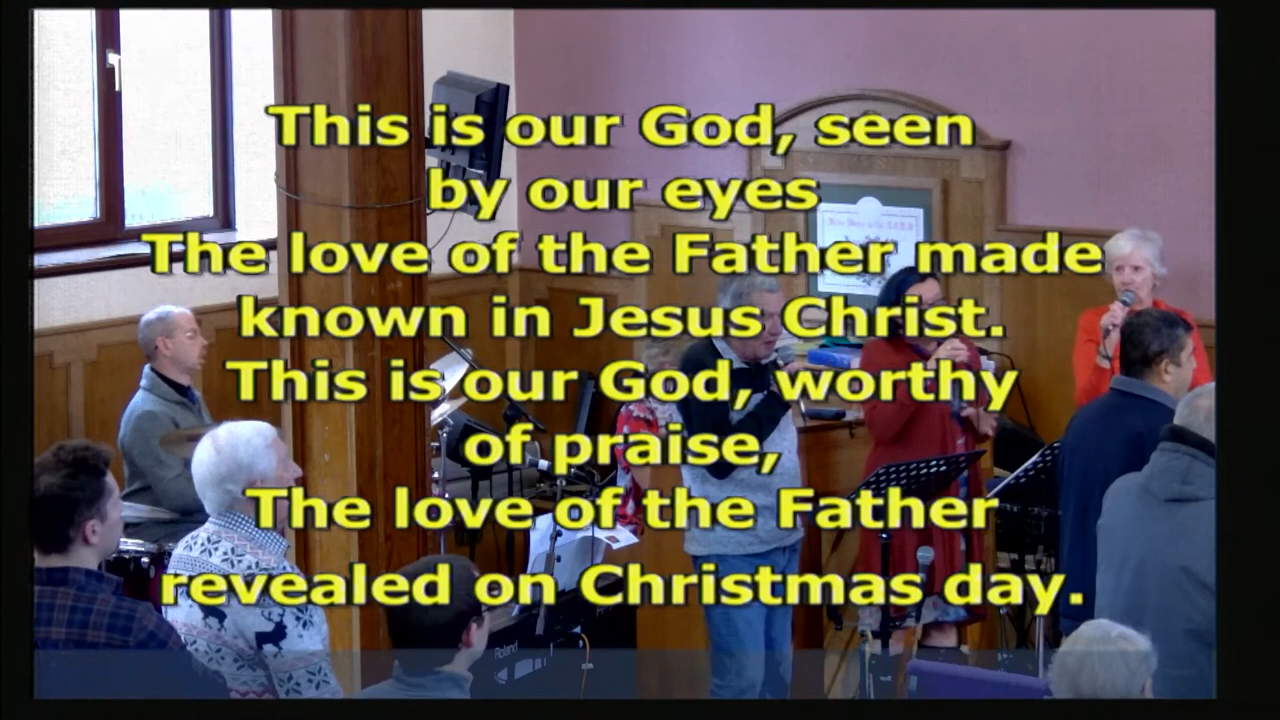 This is our God, seen
by our eyes
The love of the Father made
known in Jesus Christ.
This is our God, worthy
of praise,
The love of the Father
revealed on Christmas day.
Roland